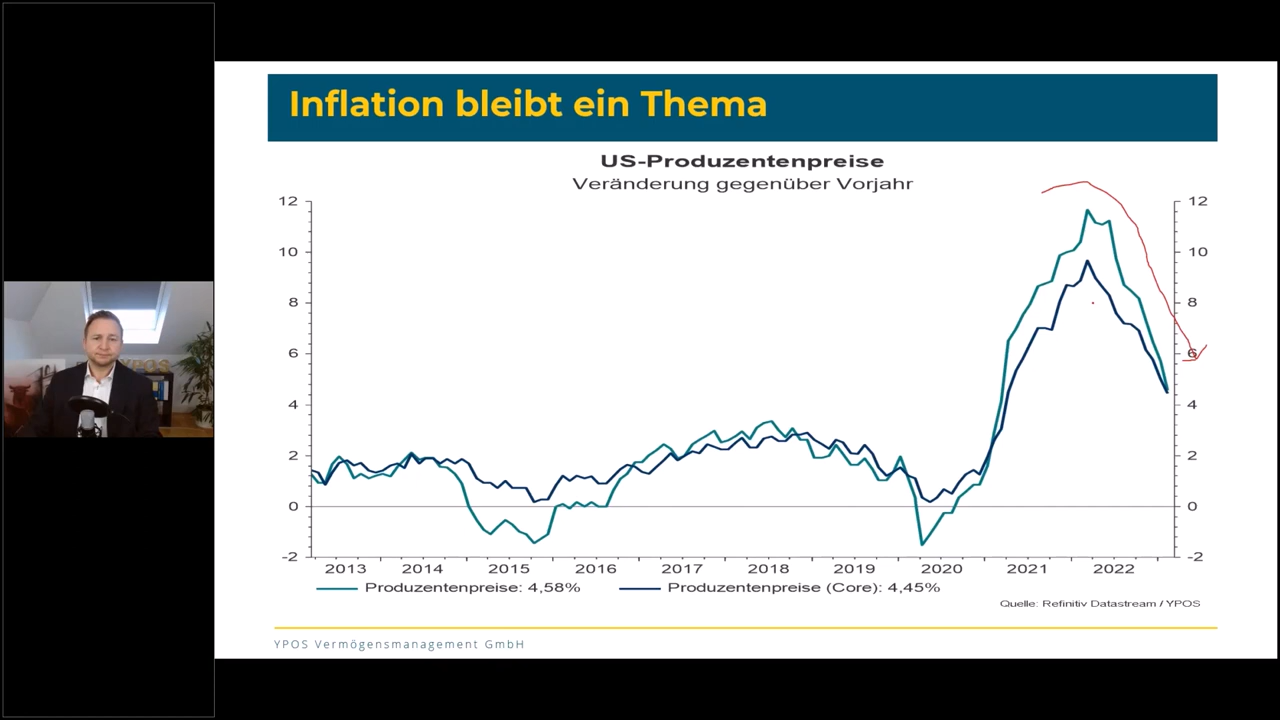 Inflation bleibt ein Thema
US-Produzentenpreise
Veränderung gegenüber Vorjahr
12 12
10 10
8 8
6 6
4 4
2 2
0 0
-2 -2
2013 2014 2015 2016 2017 2018 2019 2020 2021 2022
Produzentenpreise: 4,58% Produzentenpreise (Core): 4,45%
Quelle: Refinitiv Datastream / YPOS
YPOS Vermögensmanagement GmbH
YPOS